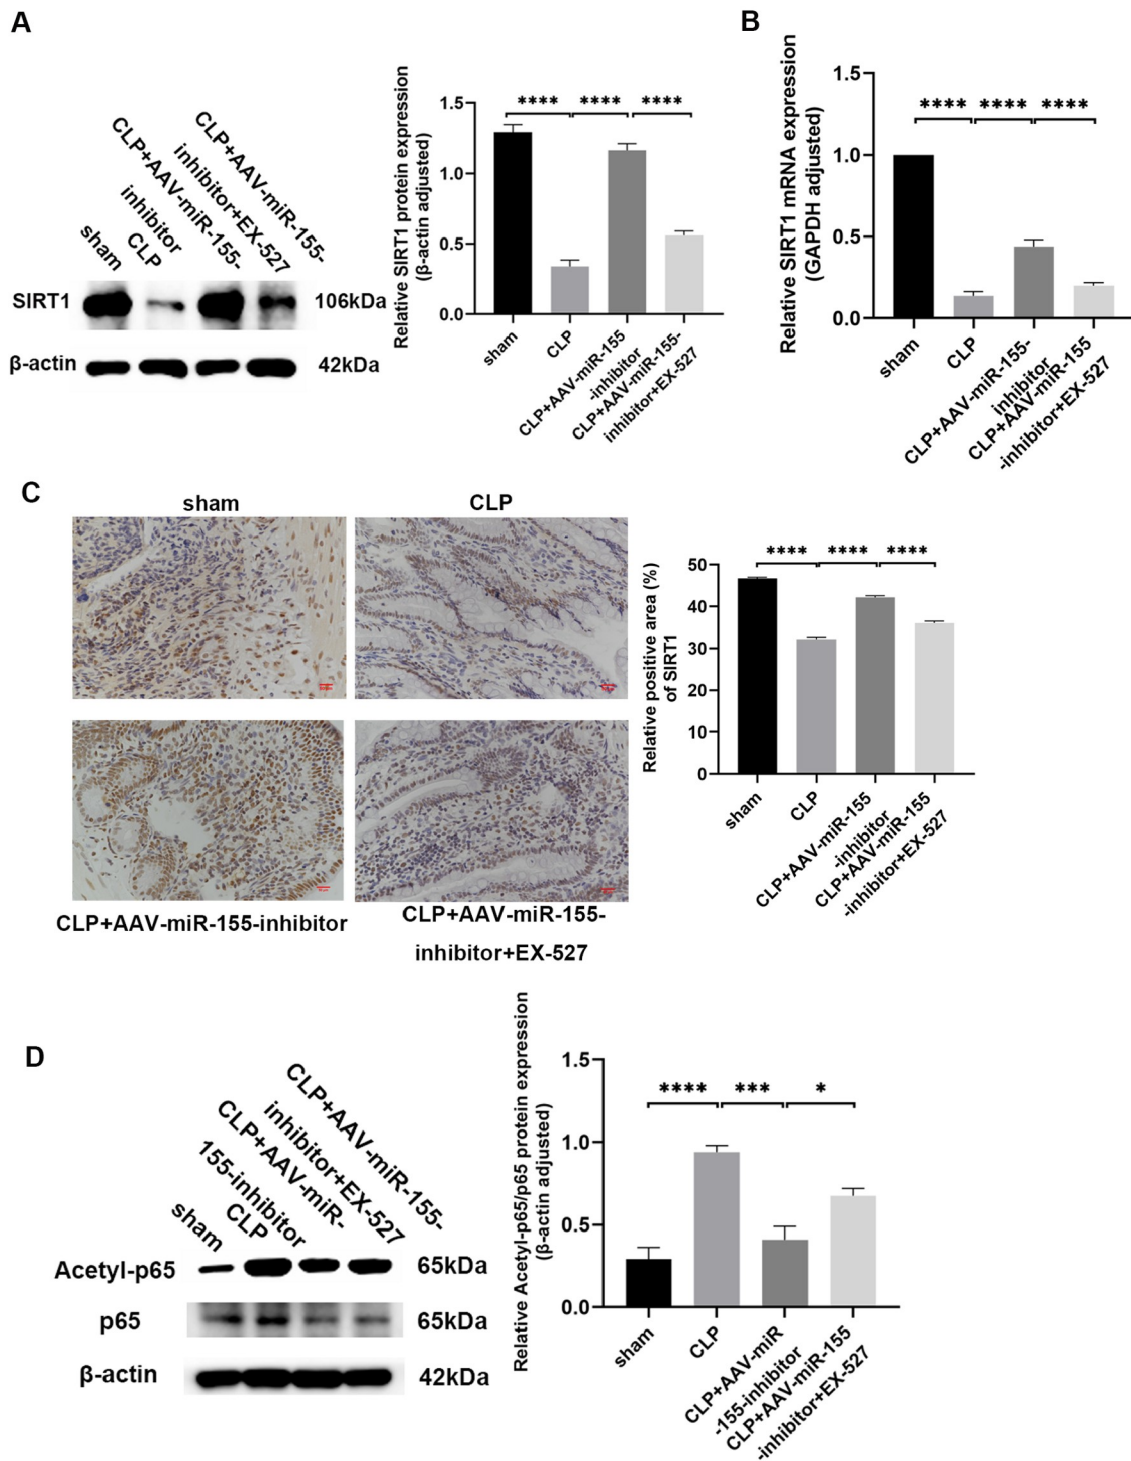 A
sham
CLP
CLP+AAV-miR-155-
inhibitor
CLP+AAV-miR-155-
inhibitor+EX-527
SIRT1
106kDa
β-actin
42kDa
Relative SIRT1 protein expression
(β-actin adjusted)
1.5
1.0
0.5
0.0
**** **** ****
sham
CLP
CLP+AAV-miR-155
-inhibitor
CLP+AAV-miR-155-
inhibitor+EX-527
B
Relative SIRT1 mRNA expression
(GAPDH adjusted)
1.5
1.0
0.5
0.0
**** **** ****
sham
CLP
CLP+AAV-miR-155-
inhibitor
CLP+AAV-miR-155
-inhibitor+EX-527
C
sham
CLP
CLP+AAV-miR-155-inhibitor
CLP+AAV-miR-155-
inhibitor+EX-527
Relative positive area (%)
of SIRT1
50
40
30
20
10
0
**** **** ****
sham
CLP
CLP+AAV-miR-155
-inhibitor
CLP+AAV-miR-155
-inhibitor+EX-527
D
sham
CLP
CLP+AAV-miR-
155-inhibitor
CLP+AAV-miR-155-
inhibitor+EX-527
Acetyl-p65
65kDa
p65
65kDa
β-actin
42kDa
Relative Acetyl-p65/p65 protein expression
(β-actin adjusted)
1.5
1.0
0.5
0.0
**** *** *
sham
CLP
CLP+AAV-miR
-155-inhibitor
CLP+AAV-miR-155
-inhibitor+EX-527